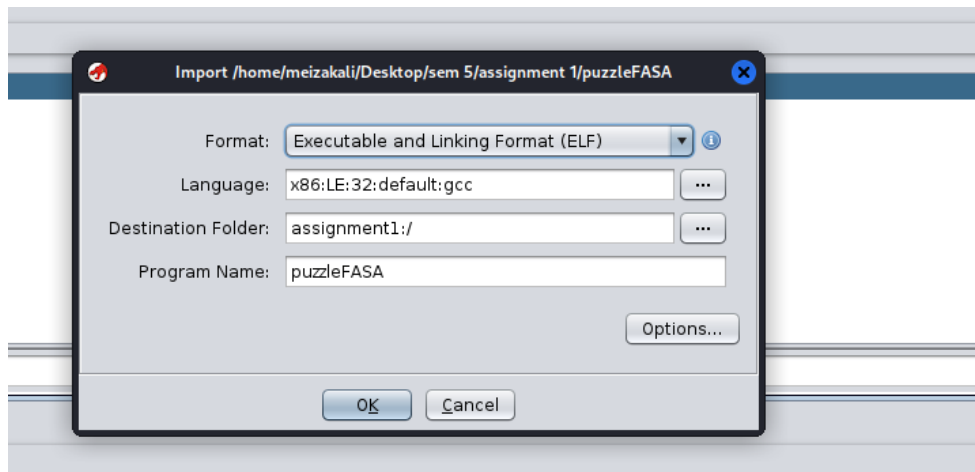 Import /home/meizakali/Desktop/sem 5/assignment 1/puzzleFASA
Format: Executable and Linking Format (ELF)
Language: x86:LE:32:default:gcc ...
Destination Folder: assignment1:/ ...
Program Name: puzzleFASA
Options...
OK Cancel